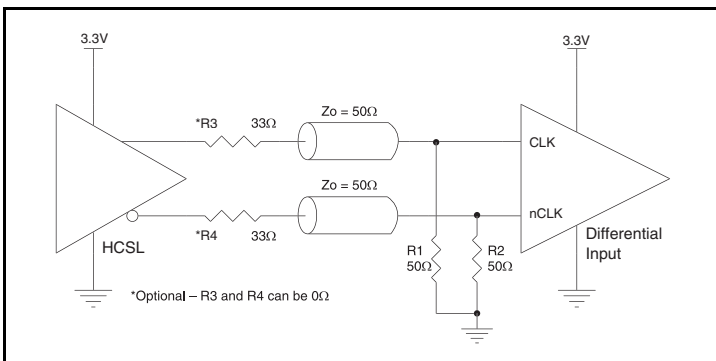 3.3V
3.3V
*R3 33Ω
Zo = 50Ω
CLK
Zo = 50Ω
nCLK
HCSL
*R4 33Ω
R1
50Ω
R2
50Ω
Differential
Input
*Optional – R3 and R4 can be 0Ω